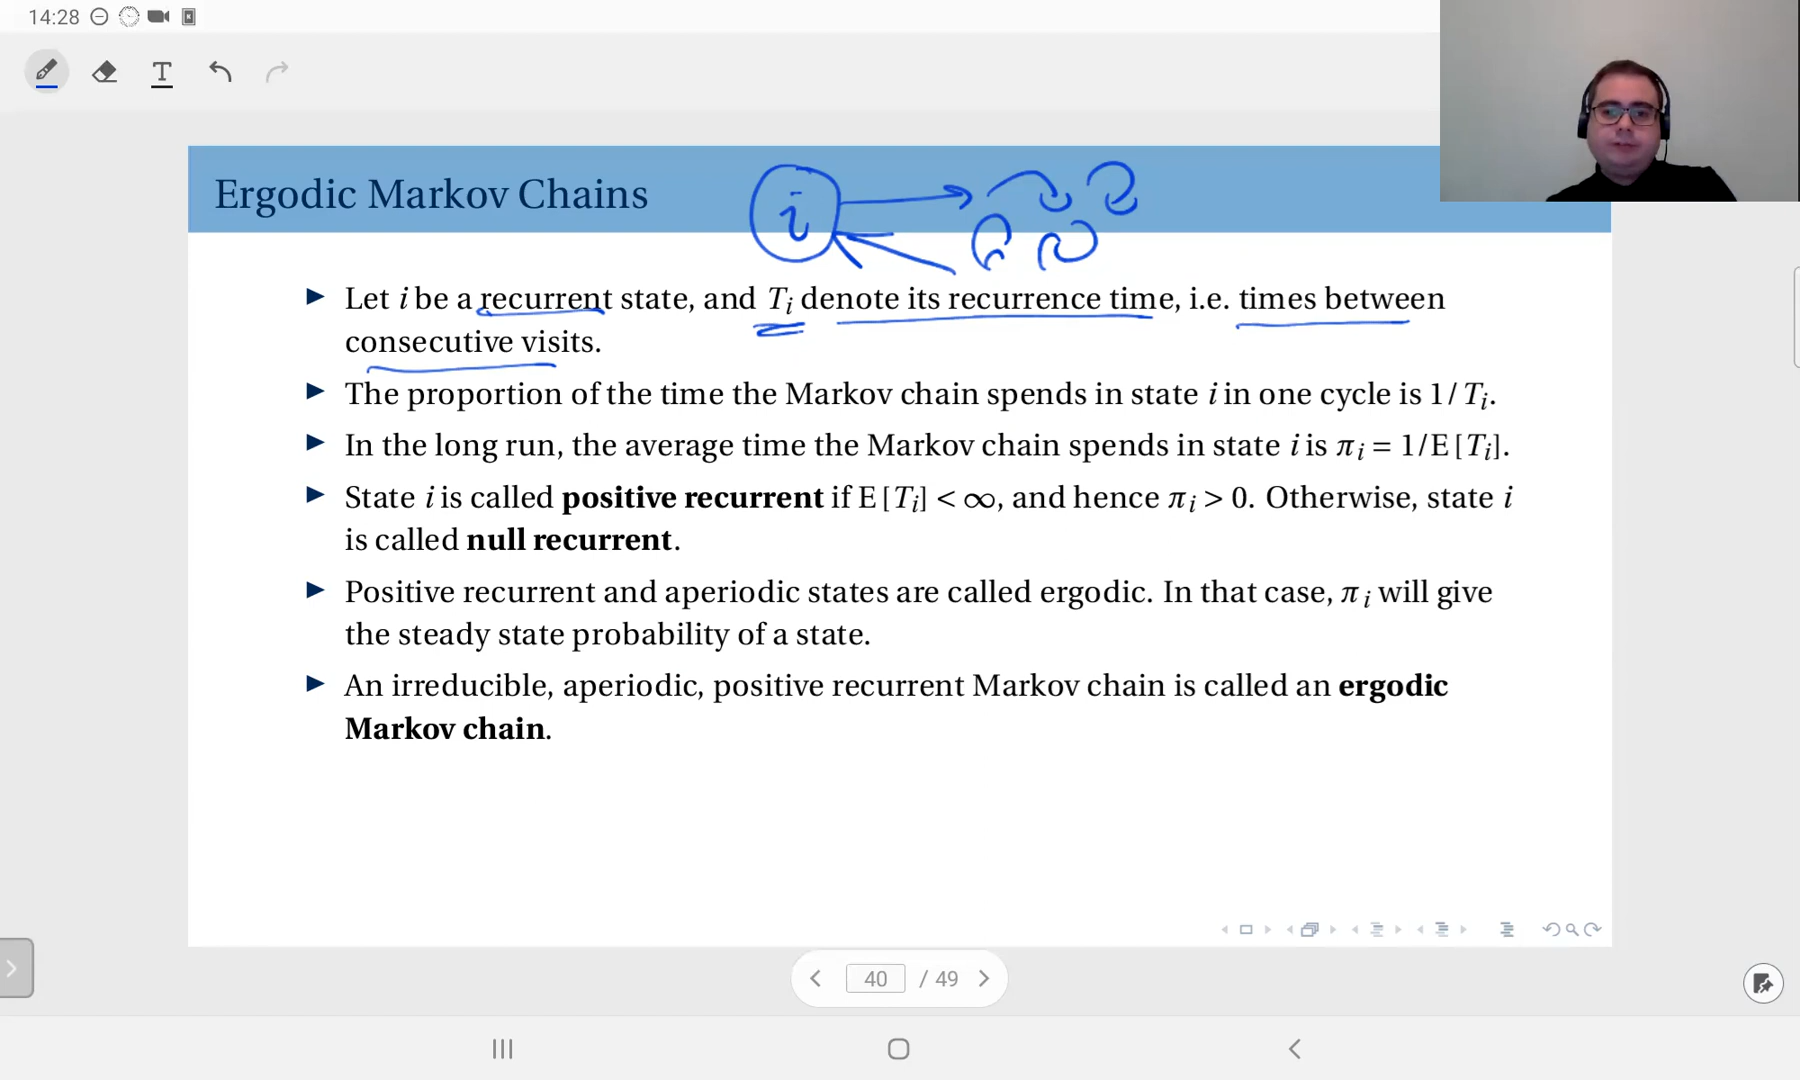 14:28
T
Ergodic Markov Chains
i
Let i be a recurrent state, and Tᵢ denote its recurrence time, i.e. times between
consecutive visits.
The proportion of the time the Markov chain spends in state i in one cycle is 1/Tᵢ.
In the long run, the average time the Markov chain spends in state i is πᵢ = 1/E[Tᵢ].
State i is called positive recurrent if E[Tᵢ] < ∞, and hence πᵢ > 0. Otherwise, state i
is called null recurrent.
Positive recurrent and aperiodic states are called ergodic. In that case, πᵢ will give
the steady state probability of a state.
An irreducible, aperiodic, positive recurrent Markov chain is called an ergodic
Markov chain.
40 / 49